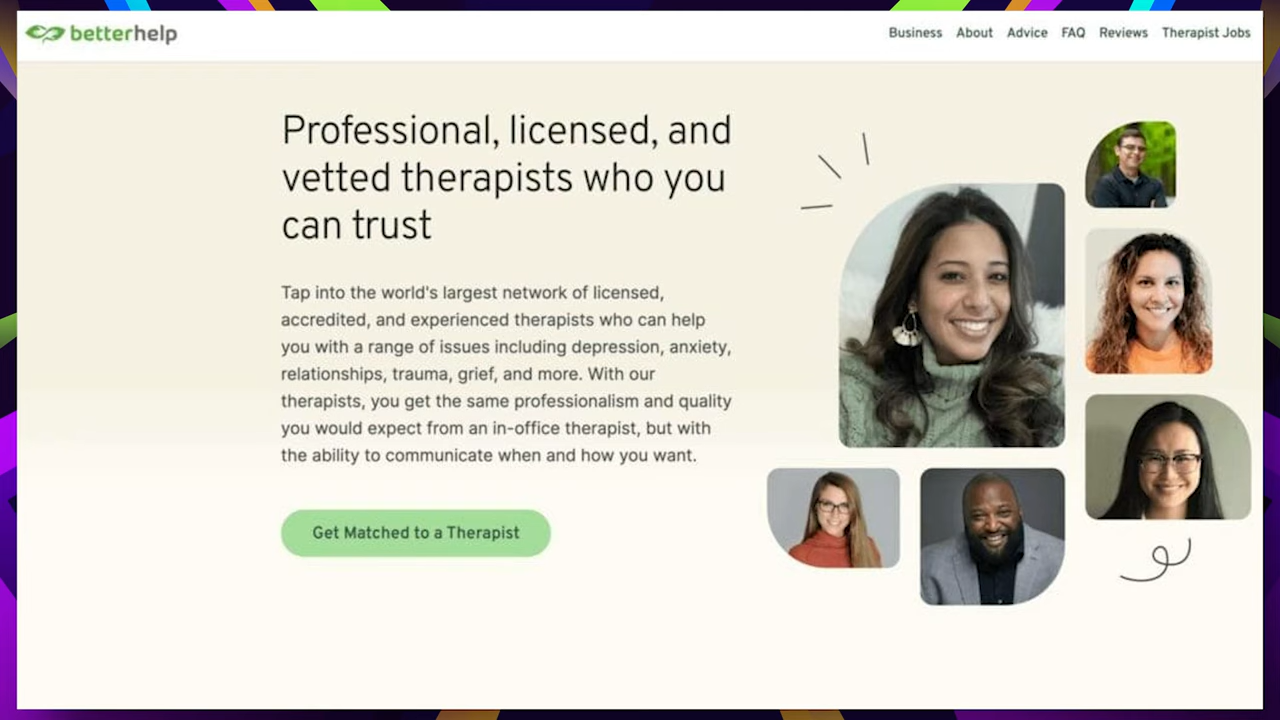 betterhelp
Business About Advice FAQ Reviews Therapist Jobs
Professional, licensed, and
vetted therapists who you
can trust
Tap into the world's largest network of licensed,
accredited, and experienced therapists who can help
you with a range of issues including depression, anxiety,
relationships, trauma, grief, and more. With our
therapists, you get the same professionalism and quality
you would expect from an in-office therapist, but with
the ability to communicate when and how you want.
Get Matched to a Therapist